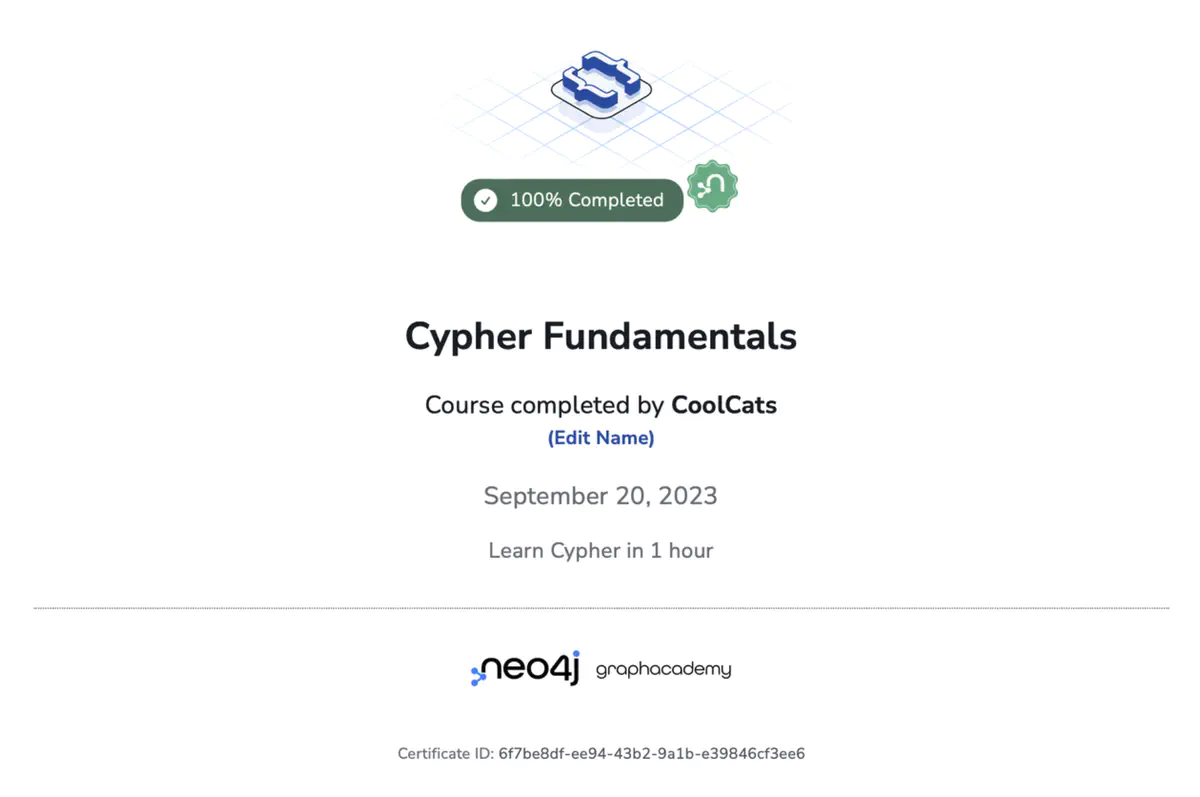 100% Completed
Cypher Fundamentals
Course completed by CoolCats
(Edit Name)
September 20, 2023
Learn Cypher in 1 hour
neo4j graphacademy
Certificate ID: 6f7be8df-ee94-43b2-9a1b-e39846cf3ee6